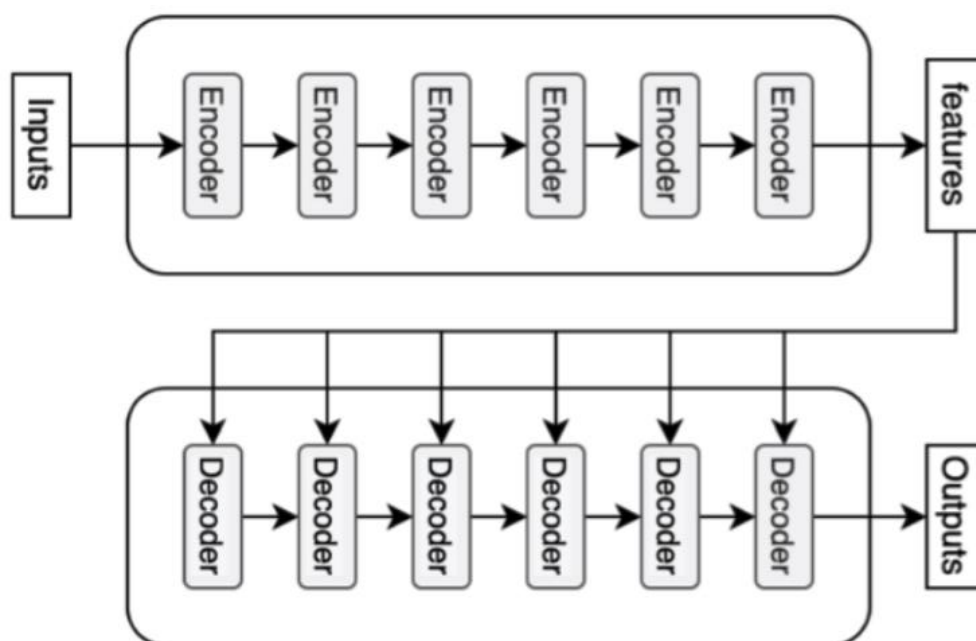 Inputs
Encoder
Encoder
Encoder
Encoder
Encoder
Encoder
features
Decoder
Decoder
Decoder
Decoder
Decoder
Decoder
Outputs